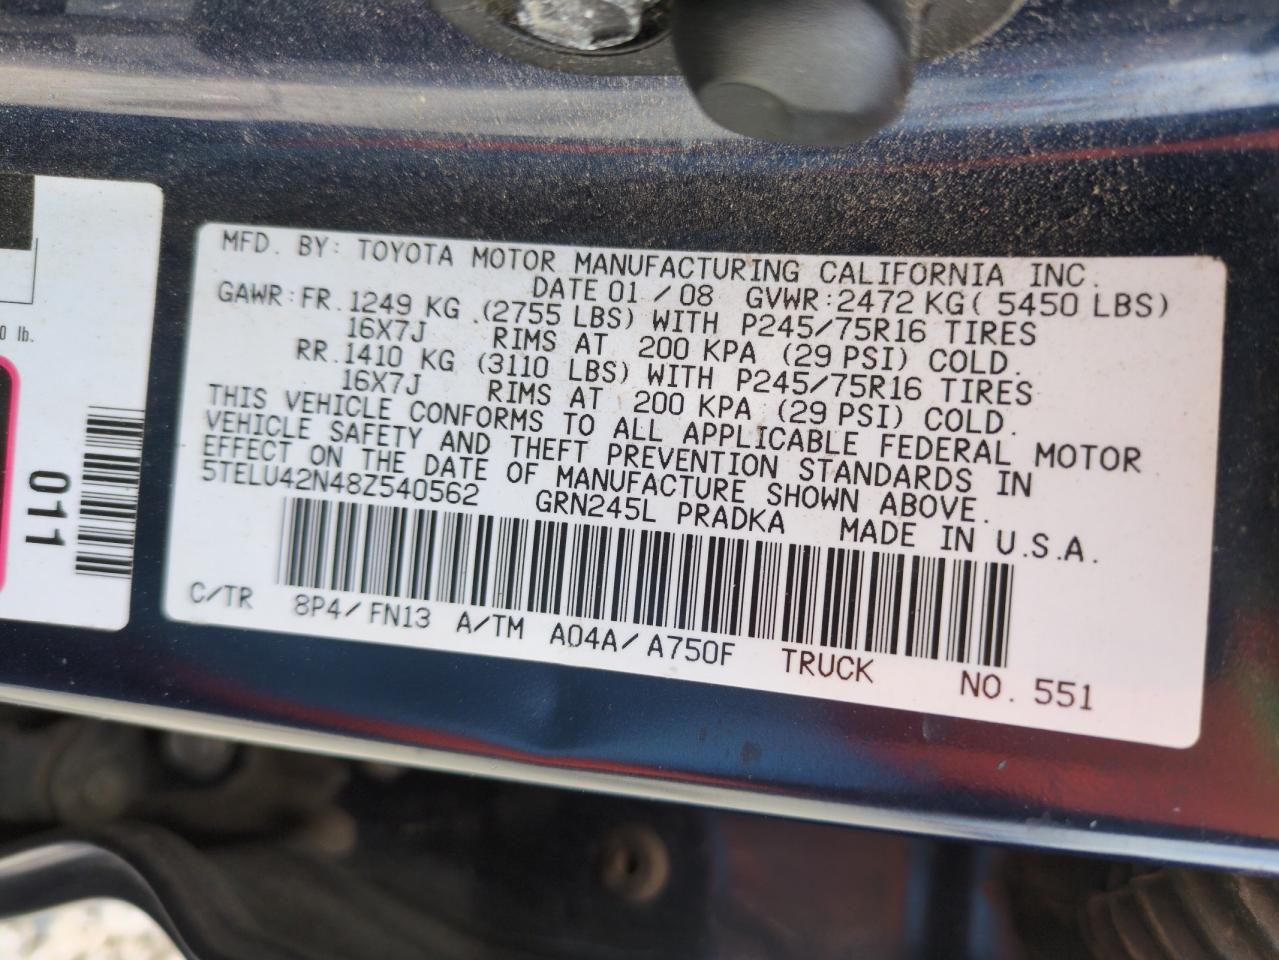 0 lb.
011
MFD. BY: TOYOTA MOTOR MANUFACTURING CALIFORNIA INC.
DATE 01 / 08 GVWR: 2472 KG ( 5450 LBS)
GAWR: FR. 1249 KG .(2755 LBS) WITH P245/75R16 TIRES
16X7J RIMS AT 200 KPA (29 PSI) COLD.
RR. 1410 KG (3110 LBS) WITH P245/75R16 TIRES
16X7J RIMS AT 200 KPA (29 PSI) COLD.
THIS VEHICLE CONFORMS TO ALL APPLICABLE FEDERAL MOTOR
VEHICLE SAFETY AND THEFT PREVENTION STANDARDS IN
EFFECT ON THE DATE OF MANUFACTURE SHOWN ABOVE.
5TELU42N48Z540562 GRN245L PRADKA MADE IN U.S.A.
C/TR 8P4/ FN13 A/TM A04A/ A750F TRUCK NO. 551